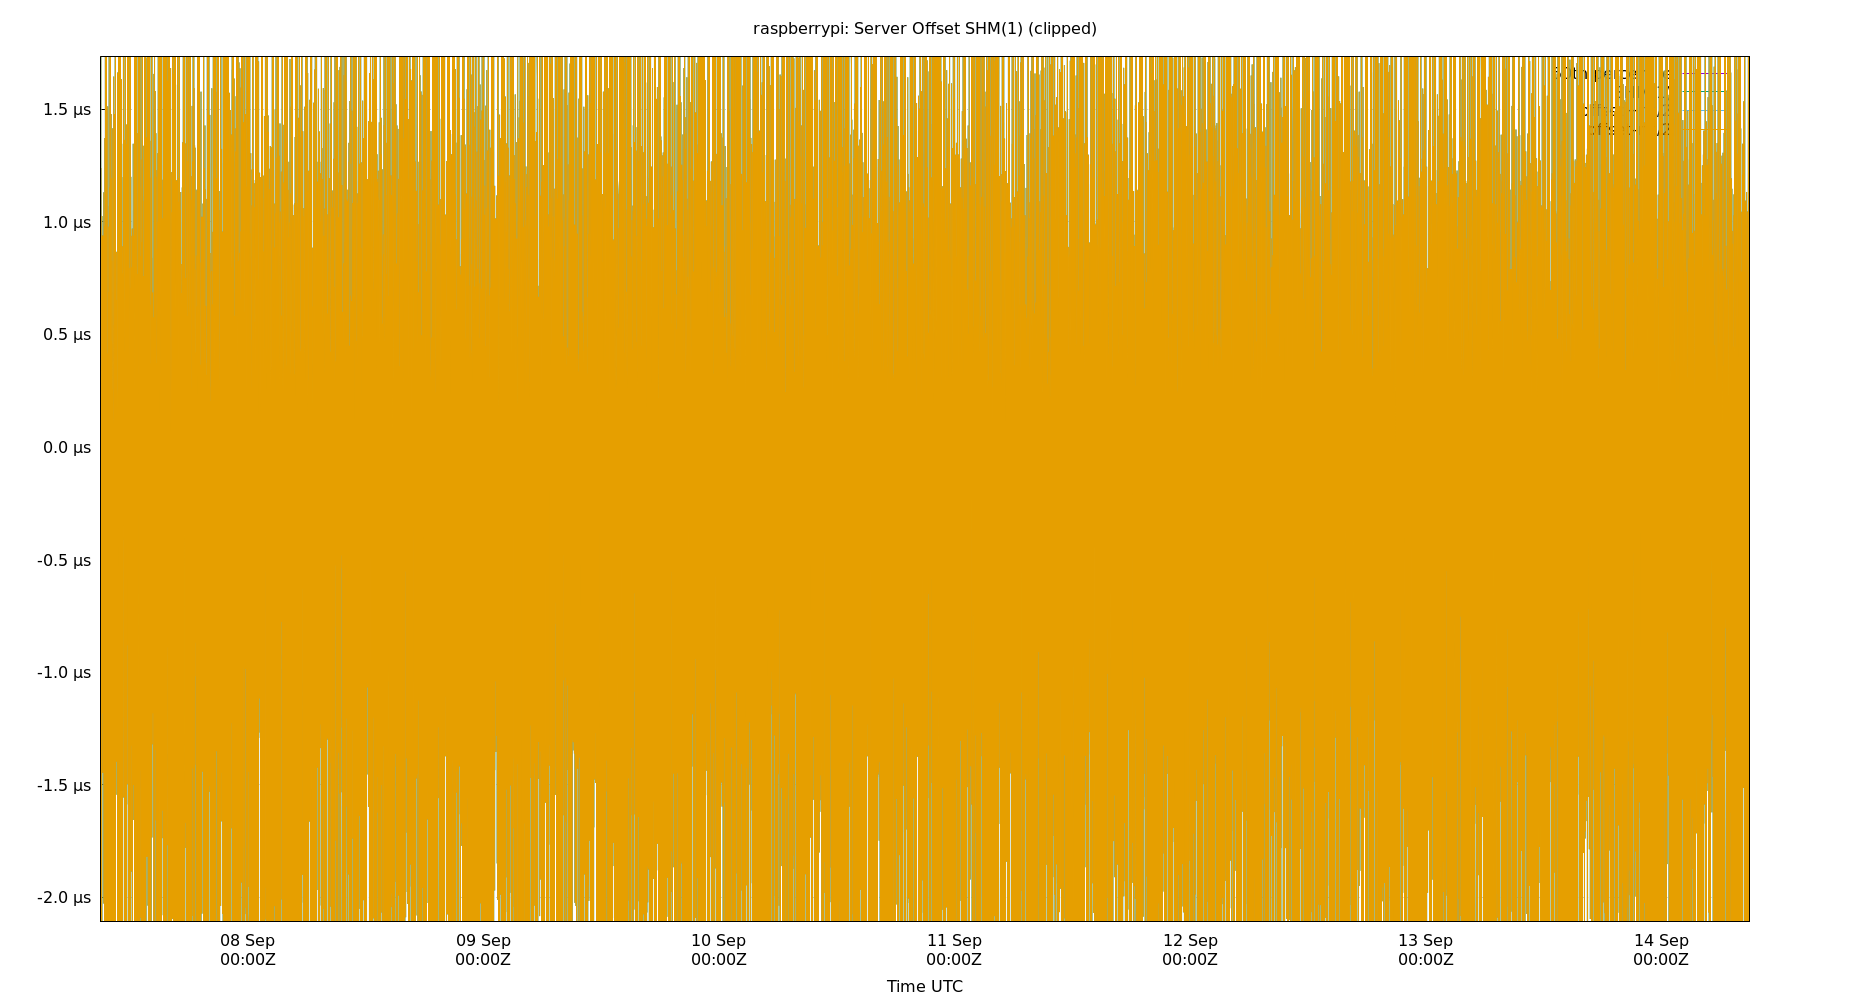 raspberrypi: Server Offset SHM(1) (clipped)
1.5 µs
1.0 µs
0.5 µs
0.0 µs
-0.5 µs
-1.0 µs
-1.5 µs
-2.0 µs
08 Sep
00:00Z
09 Sep
00:00Z
10 Sep
00:00Z
11 Sep
00:00Z
12 Sep
00:00Z
13 Sep
00:00Z
14 Sep
00:00Z
Time UTC